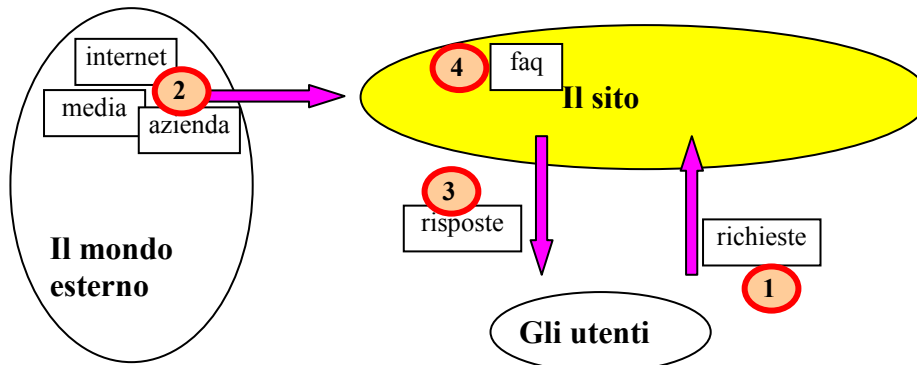 internet
media
2
azienda
Il mondo
esterno
4
faq
Il sito
3
risposte
richieste
1
Gli utenti